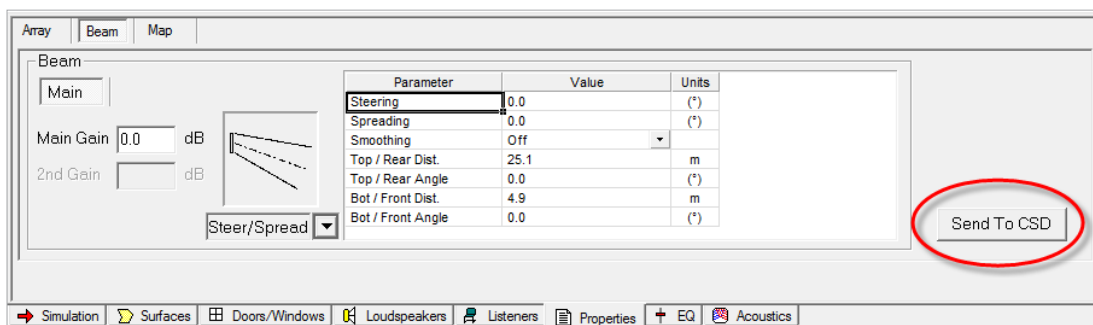 Array Beam Map
Beam
Main
Main Gain 0.0 dB
2nd Gain dB
Steer/Spread
Parameter Value Units
Steering 0.0 (°)
Spreading 0.0 (°)
Smoothing Off
Top / Rear Dist. 25.1 m
Top / Rear Angle 0.0 (°)
Bot / Front Dist. 4.9 m
Bot / Front Angle 0.0 (°)
Send To CSD
Simulation Surfaces Doors/Windows Loudspeakers Listeners Properties EQ Acoustics